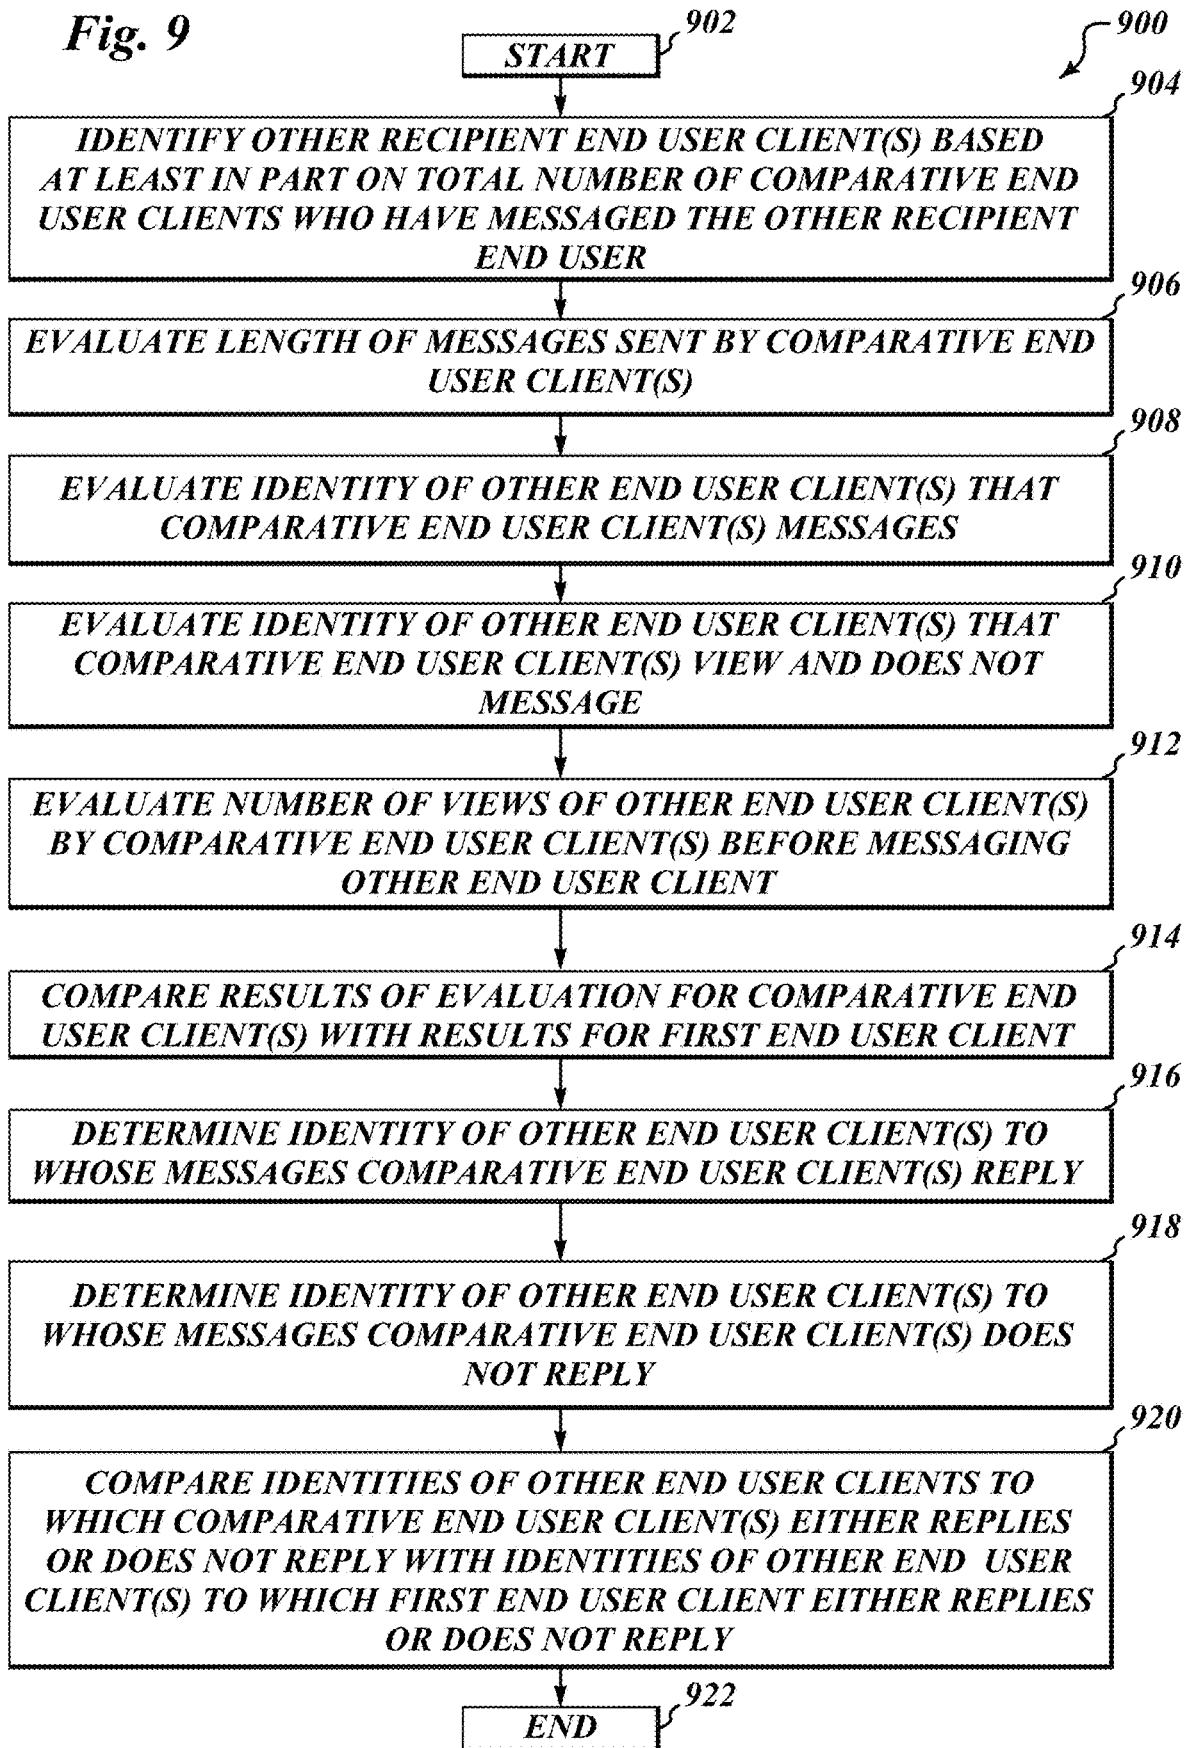 Fig. 9
902
900
START
904
IDENTIFY OTHER RECIPIENT END USER CLIENT(S) BASED
AT LEAST IN PART ON TOTAL NUMBER OF COMPARATIVE END
USER CLIENTS WHO HAVE MESSAGED THE OTHER RECIPIENT
END USER
906
EVALUATE LENGTH OF MESSAGES SENT BY COMPARATIVE END
USER CLIENT(S)
908
EVALUATE IDENTITY OF OTHER END USER CLIENT(S) THAT
COMPARATIVE END USER CLIENT(S) MESSAGES
910
EVALUATE IDENTITY OF OTHER END USER CLIENT(S) THAT
COMPARATIVE END USER CLIENT(S) VIEW AND DOES NOT
MESSAGE
912
EVALUATE NUMBER OF VIEWS OF OTHER END USER CLIENT(S)
BY COMPARATIVE END USER CLIENT(S) BEFORE MESSAGING
OTHER END USER CLIENT
914
COMPARE RESULTS OF EVALUATION FOR COMPARATIVE END
USER CLIENT(S) WITH RESULTS FOR FIRST END USER CLIENT
916
DETERMINE IDENTITY OF OTHER END USER CLIENT(S) TO
WHOSE MESSAGES COMPARATIVE END USER CLIENT(S) REPLY
918
DETERMINE IDENTITY OF OTHER END USER CLIENT(S) TO
WHOSE MESSAGES COMPARATIVE END USER CLIENT(S) DOES
NOT REPLY
920
COMPARE IDENTITIES OF OTHER END USER CLIENTS TO
WHICH COMPARATIVE END USER CLIENT(S) EITHER REPLIES
OR DOES NOT REPLY WITH IDENTITIES OF OTHER END USER
CLIENT(S) TO WHICH FIRST END USER CLIENT EITHER REPLIES
OR DOES NOT REPLY
922
END